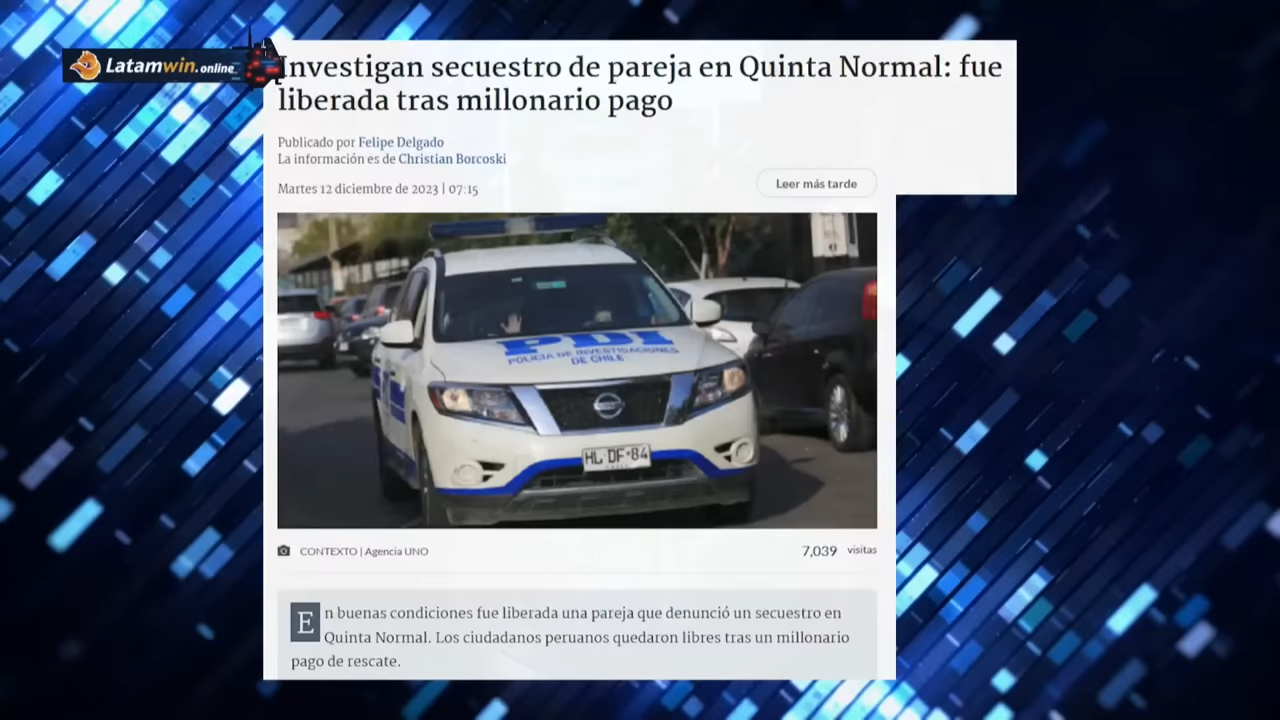 Latamwin.online
Investigan secuestro de pareja en Quinta Normal: fue
liberada tras millonario pago
Publicado por Felipe Delgado
La información es de Christian Borcoski
Martes 12 diciembre de 2023 | 07:15
Leer más tarde
PDI
POLICIA DE INVESTIGACIONES
DE CHILE
HL DF·84
CONTEXTO | Agencia UNO
7,039 visitas
En buenas condiciones fue liberada una pareja que denunció un secuestro en
Quinta Normal. Los ciudadanos peruanos quedaron libres tras un millonario
pago de rescate.